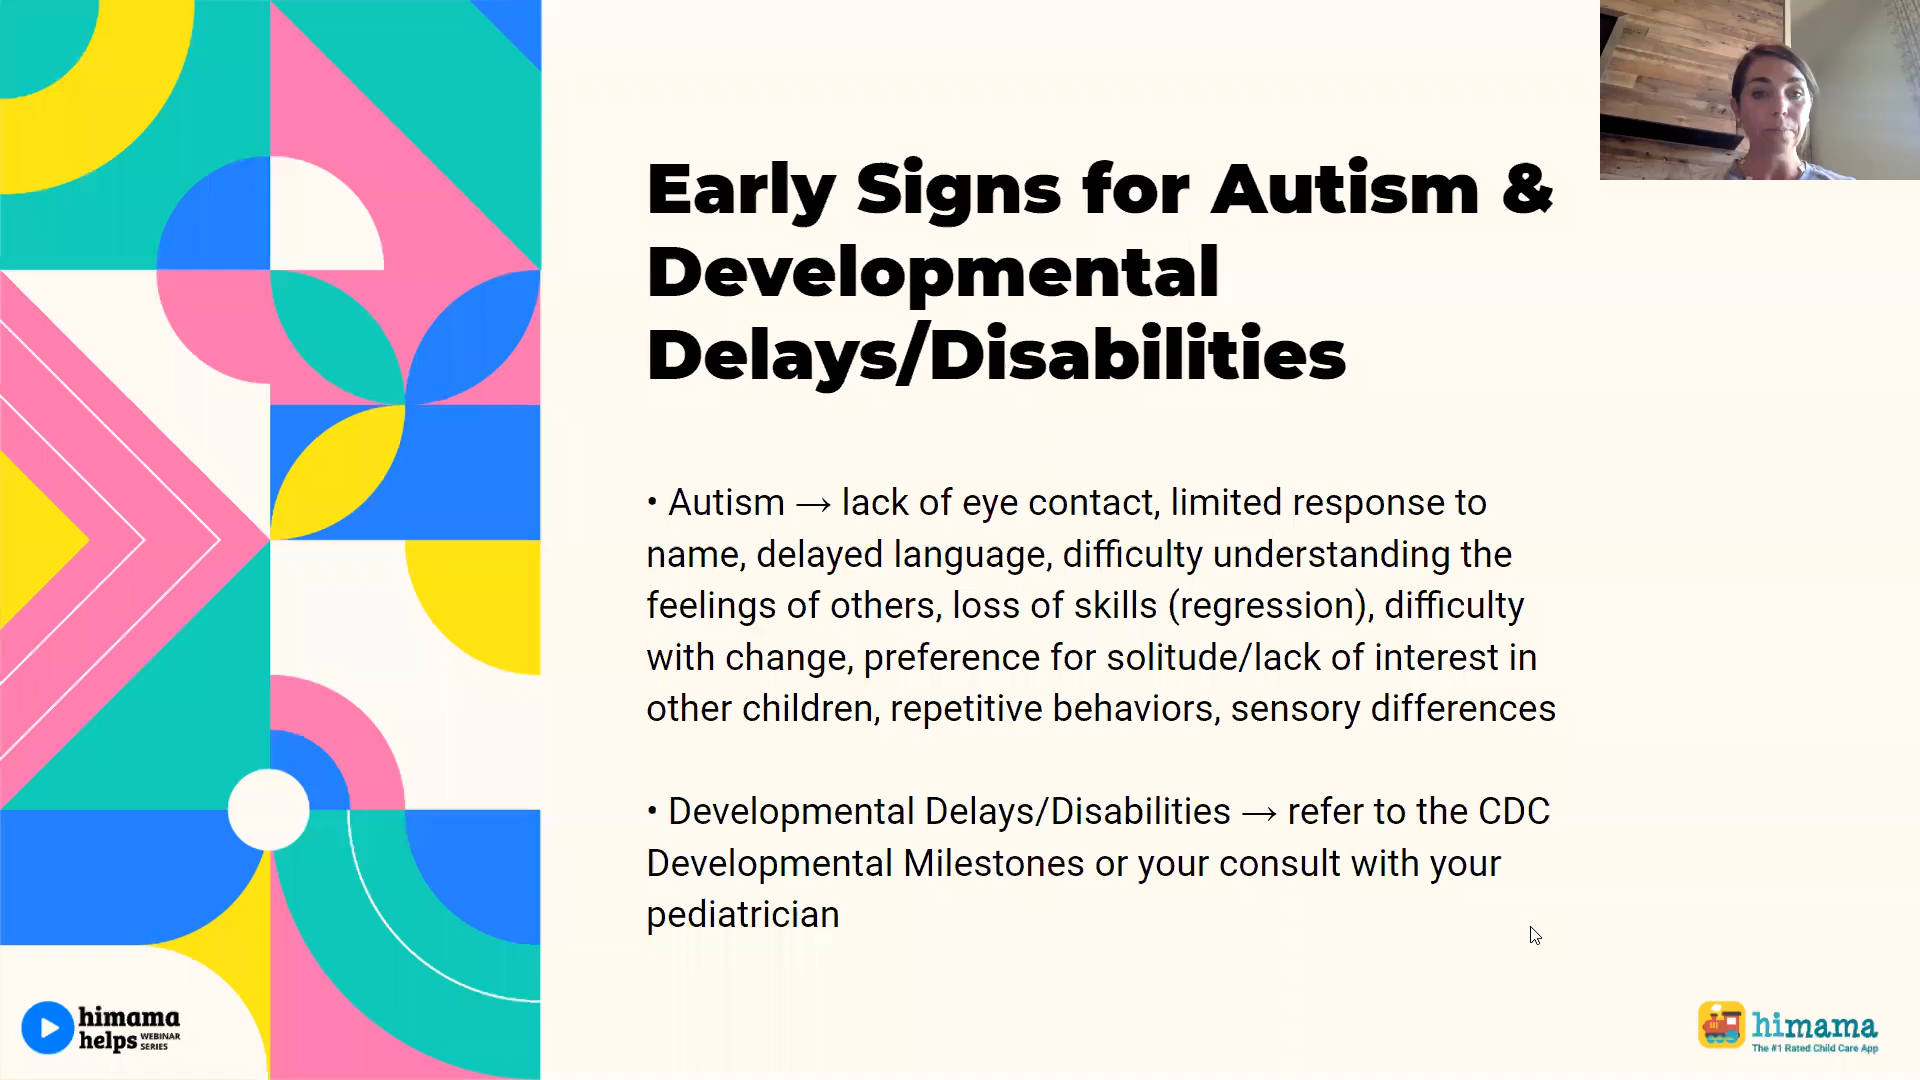 Early Signs for Autism &
Developmental
Delays/Disabilities
• Autism → lack of eye contact, limited response to
name, delayed language, difficulty understanding the
feelings of others, loss of skills (regression), difficulty
with change, preference for solitude/lack of interest in
other children, repetitive behaviors, sensory differences
• Developmental Delays/Disabilities → refer to the CDC
Developmental Milestones or your consult with your
pediatrician
himama
helps WEBINAR
SERIES
himama
The #1 Rated Child Care App